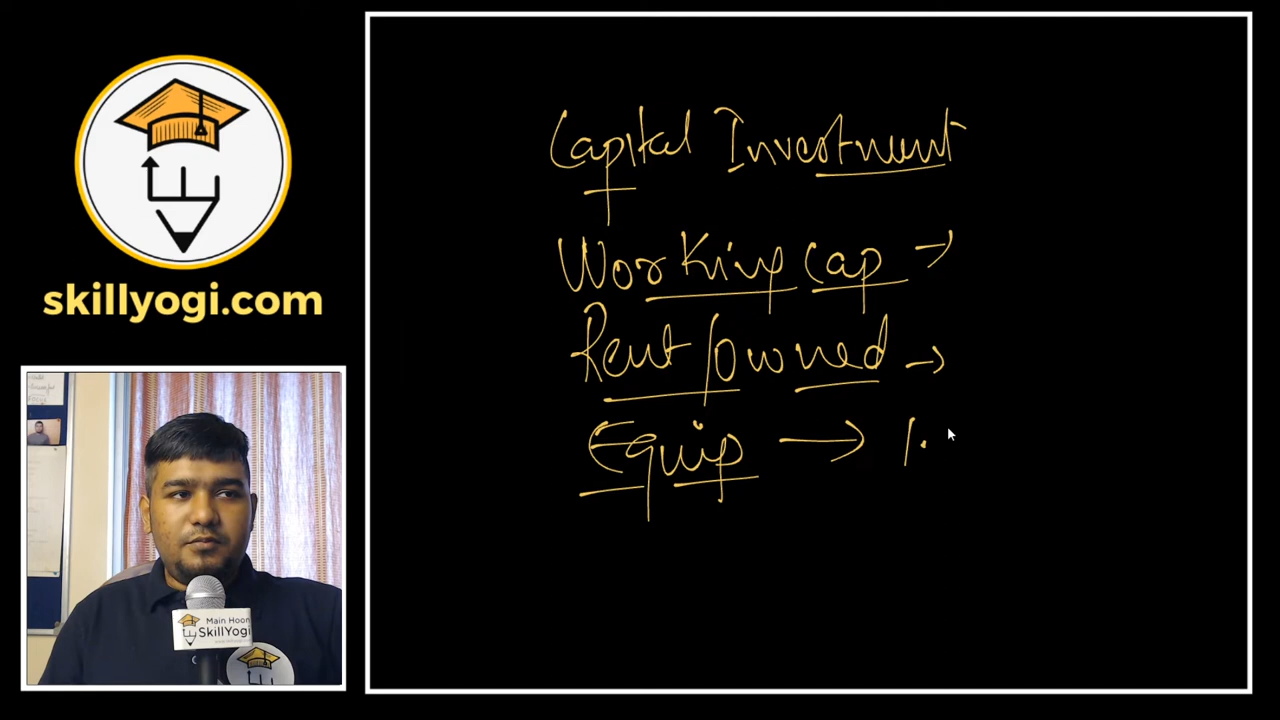 skillyogi.com
Capital Investment
Working Cap →
Rent/Owned →
Equip → 1.
Main Hoon
SkillYogi